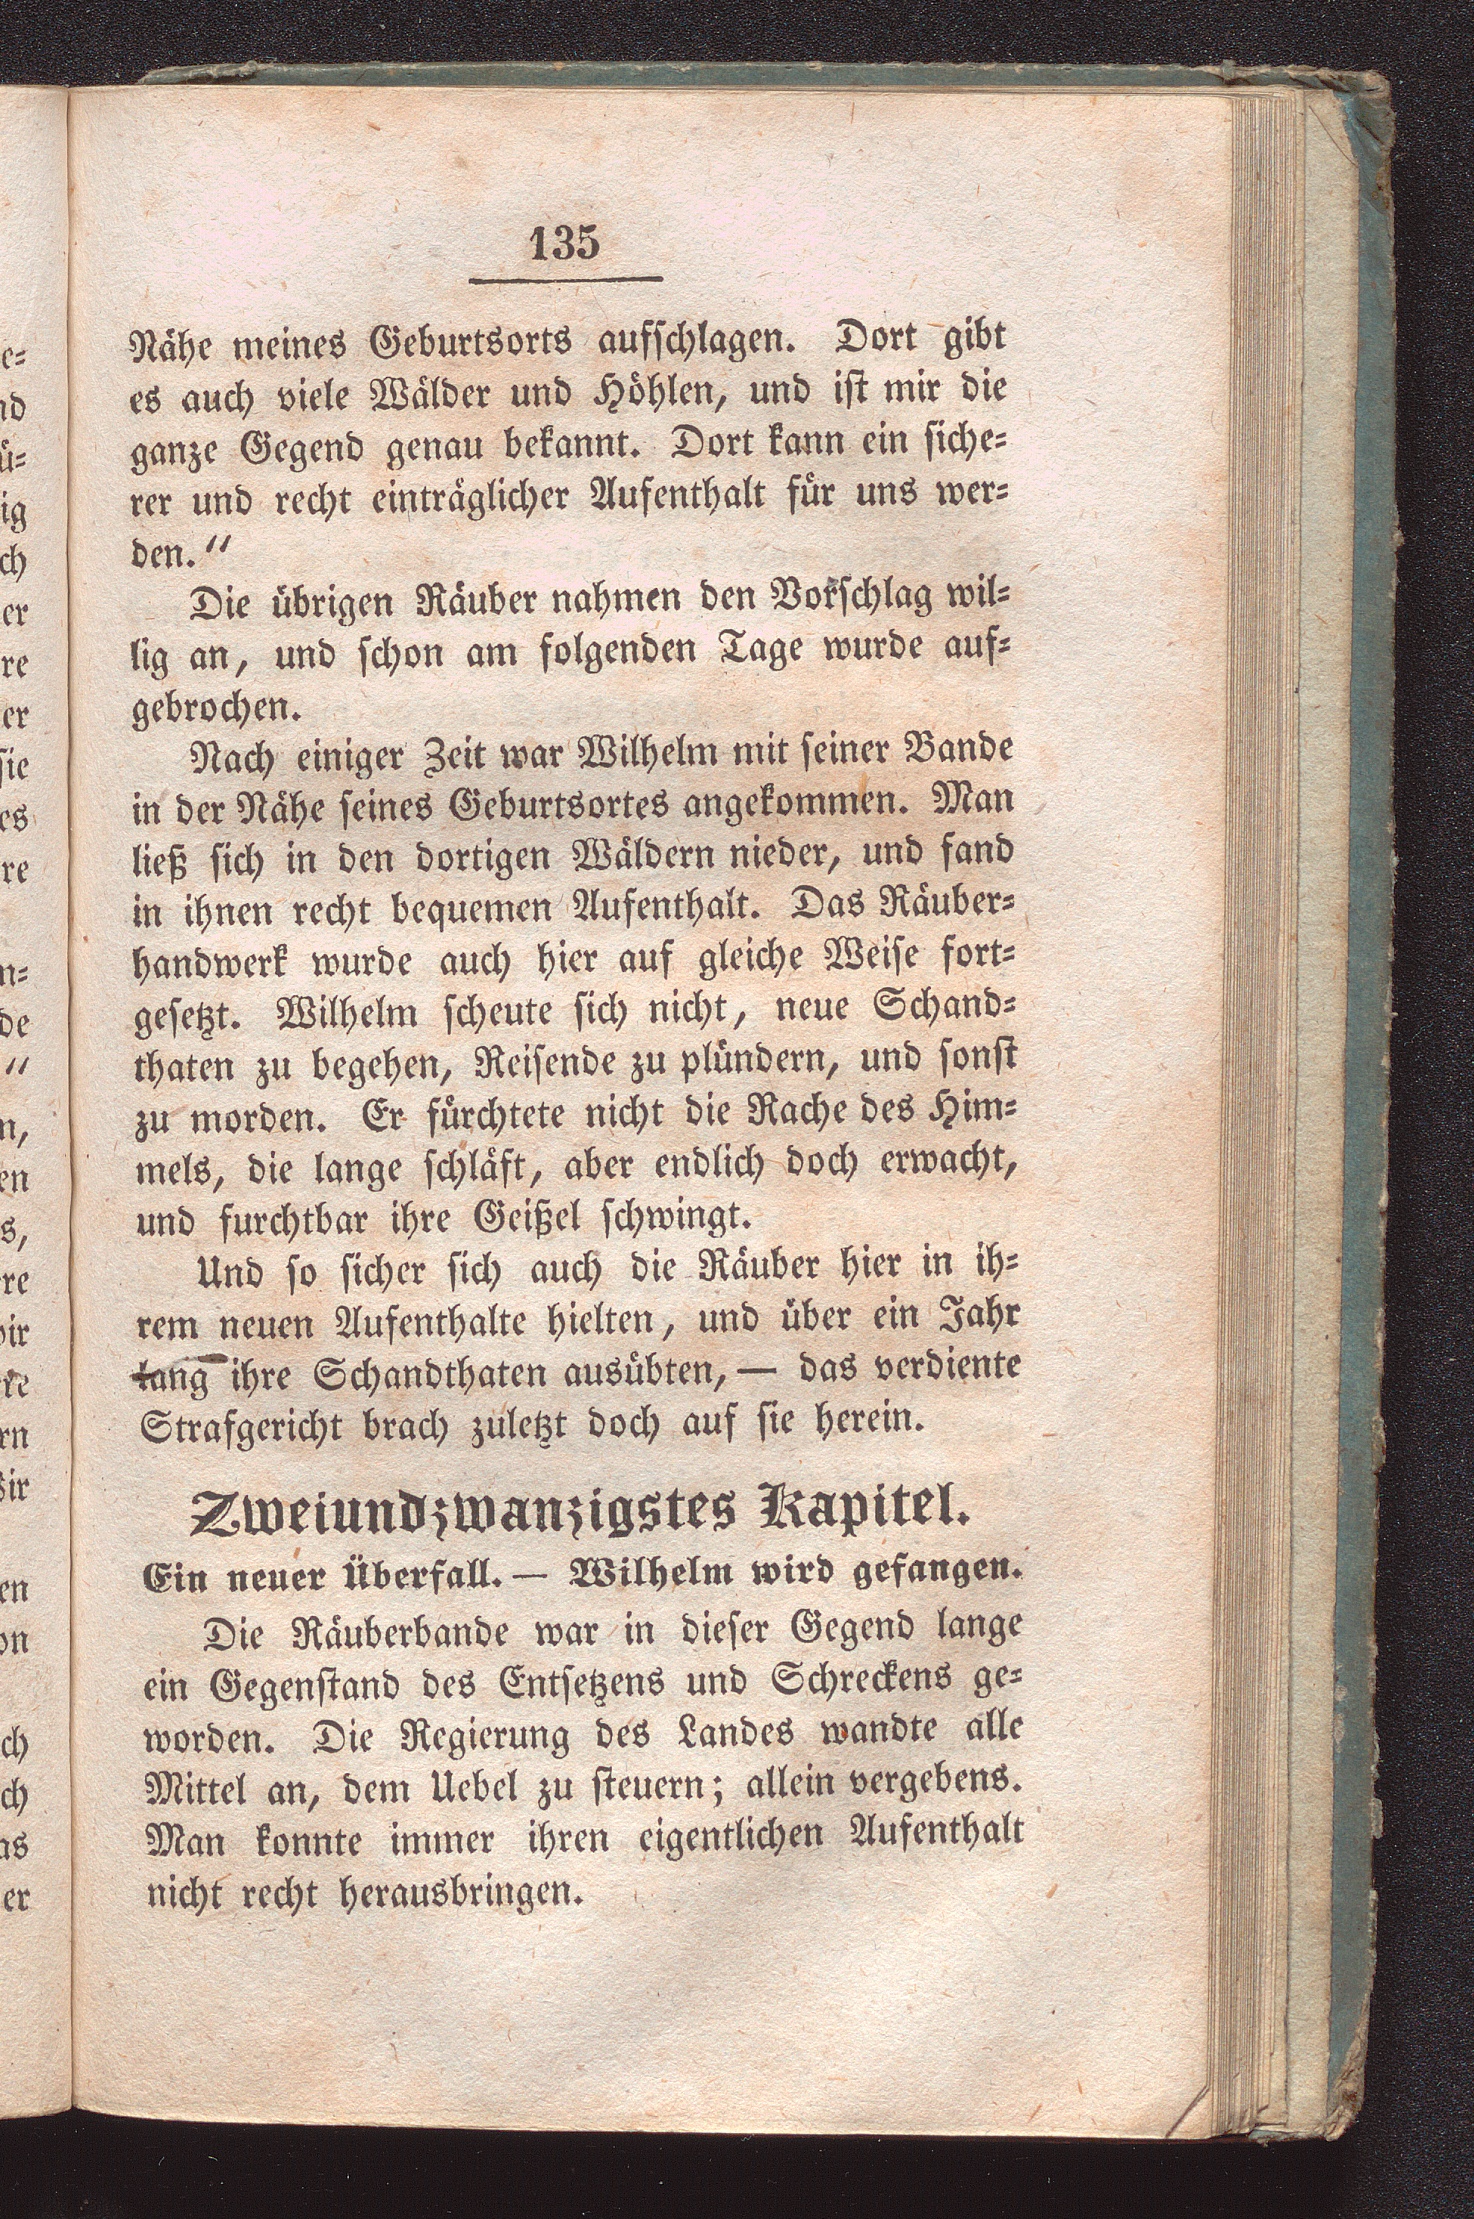 135
Nähe meines Geburtsorts aufschlagen. Dort gibt
es auch viele Wälder und Höhlen, und ist mir die
ganze Gegend genau bekannt. Dort kann ein siche=
rer und recht einträglicher Aufenthalt für uns wer=
den.“
Die übrigen Räuber nahmen den Vorschlag wil=
lig an, und schon am folgenden Tage wurde auf=
gebrochen.
Nach einiger Zeit war Wilhelm mit seiner Bande
in der Nähe seines Geburtsortes angekommen. Man
ließ sich in den dortigen Wäldern nieder, und fand
in ihnen recht bequemen Aufenthalt. Das Räuber=
handwerk wurde auch hier auf gleiche Weise fort=
gesetzt. Wilhelm scheute sich nicht, neue Schand=
thaten zu begehen, Reisende zu plündern, und sonst
zu morden. Er fürchtete nicht die Rache des Him=
mels, die lange schläft, aber endlich doch erwacht,
und furchtbar ihre Geißel schwingt.
Und so sicher sich auch die Räuber hier in ih=
rem neuen Aufenthalte hielten, und über ein Jahr
lang ihre Schandthaten ausübten, — das verdiente
Strafgericht brach zuletzt doch auf sie herein.
Zweiundzwanzigstes Kapitel.
Ein neuer Überfall. — Wilhelm wird gefangen.
Die Räuberbande war in dieser Gegend lange
ein Gegenstand des Entsetzens und Schreckens ge=
worden. Die Regierung des Landes wandte alle
Mittel an, dem Uebel zu steuern; allein vergebens.
Man konnte immer ihren eigentlichen Aufenthalt
nicht recht herausbringen.